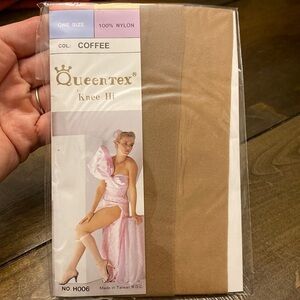 ONE SIZE 100% NYLON
COL: COFFEE
QUEENTEX®
KNEE HI
NO. H006 Made in Taiwan R.O.C.